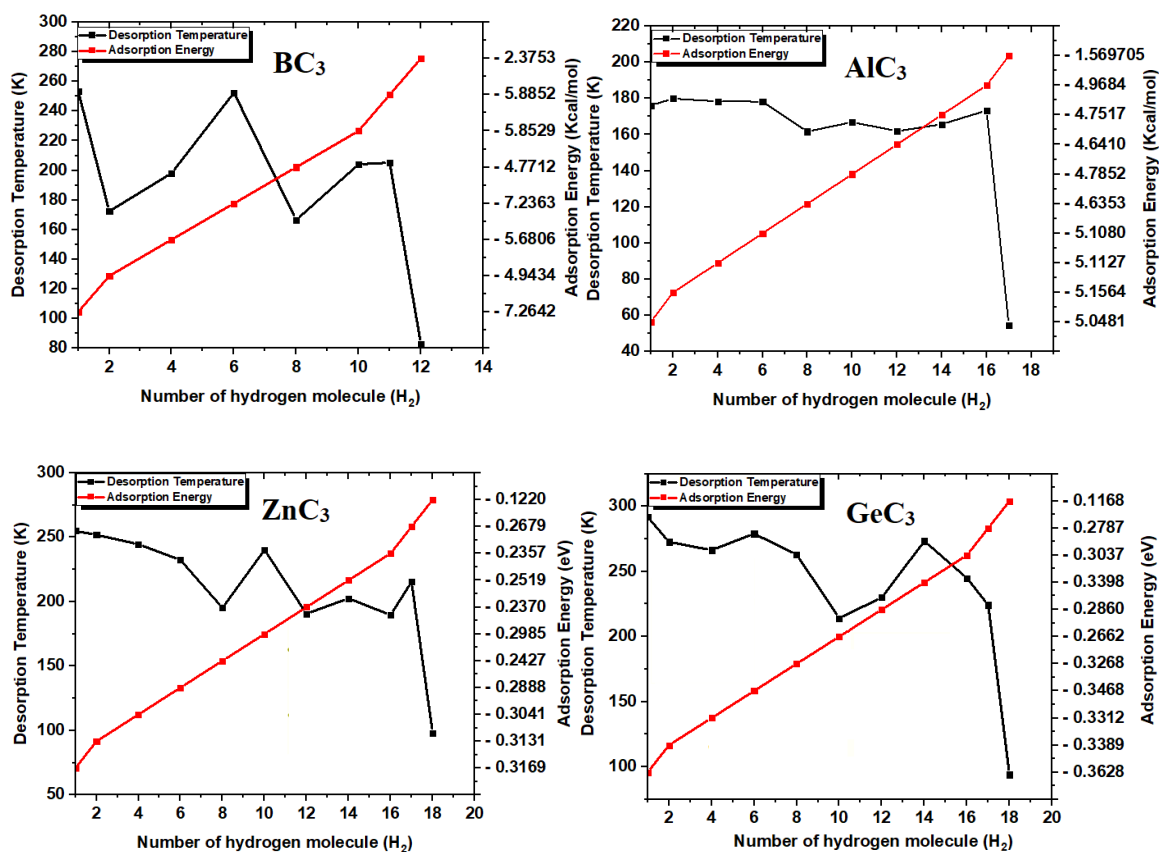 Desorption Temperature
Adsorption Energy
BC3
300
280
260
240
220
200
180
160
140
120
100
80
Desorption Temperature (K)
- 2.3753
- 5.8852
- 5.8529
- 4.7712
- 7.2363
- 5.6806
- 4.9434
- 7.2642
Adsorption Energy (Kcal/mol)
2 4 6 8 10 12 14
Number of hydrogen molecule (H2)
Desorption Temperature
Adsorption Energy
AlC3
220
200
180
160
140
120
100
80
60
40
Desorption Temperature (K)
- 1.569705
- 4.9684
- 4.7517
- 4.6410
- 4.7852
- 4.6353
- 5.1080
- 5.1127
- 5.1564
- 5.0481
Adsorption Energy (Kcal/mol)
2 4 6 8 10 12 14 16 18
Number of hydrogen molecule (H2)
Desorption Temperature
Adsorption Energy
ZnC3
300
250
200
150
100
50
Desorption Temperature (K)
- 0.1220
- 0.2679
- 0.2357
- 0.2519
- 0.2370
- 0.2985
- 0.2427
- 0.2888
- 0.3041
- 0.3131
- 0.3169
Adsorption Energy (eV)
2 4 6 8 10 12 14 16 18 20
Number of hydrogen molecule (H2)
Desorption Temperature
Adsorption Energy
GeC3
300
250
200
150
100
Desorption Temperature (K)
- 0.1168
- 0.2787
- 0.3037
- 0.3398
- 0.2860
- 0.2662
- 0.3268
- 0.3468
- 0.3312
- 0.3389
- 0.3628
Adsorption Energy (eV)
2 4 6 8 10 12 14 16 18 20
Number of hydrogen molecule (H2)